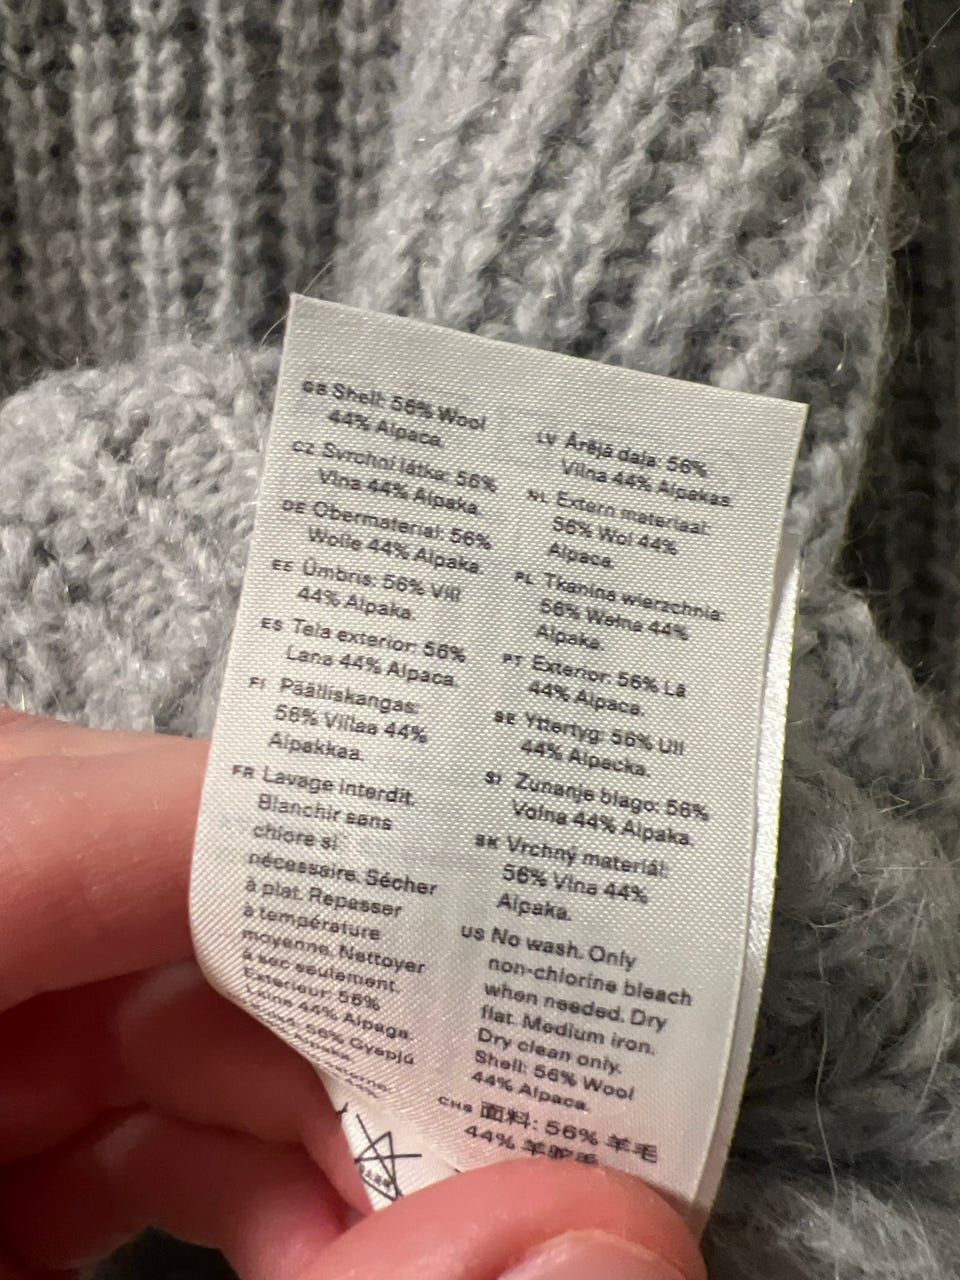 GB Shell: 56% Wool
44% Alpaca.
CZ Svrchní látka: 56%
Vlna 44% Alpaka.
DE Obermaterial: 56%
Wolle 44% Alpaka.
EE Ümbris: 56% Vill
44% Alpaka.
ES Tela exterior: 56%
Lana 44% Alpaca.
FI Päälliskangas:
56% Villaa 44%
Alpakkaa.
FR Lavage interdit.
Blanchir sans
chlore si
nécessaire. Sécher
à plat. Repasser
à température
moyenne. Nettoyer
à sec seulement.
Extérieur: 56%
Laine 44% Alpaga.
56% Gyapjú
LV Ārējā daļa: 56%
Vilna 44% Alpakas.
NL Extern materiaal:
56% Wol 44%
Alpaca.
PL Tkanina wierzchnia:
56% Wełna 44%
Alpaka.
PT Exterior: 56% Lã
44% Alpaca.
SE Yttertyg: 56% Ull
44% Alpacka.
SI Zunanje blago: 56%
Volna 44% Alpaka.
SK Vrchný materiál:
56% Vlna 44%
Alpaka.
US No wash. Only
non-chlorine bleach
when needed. Dry
flat. Medium iron.
Dry clean only.
Shell: 56% Wool
44% Alpaca.
CHS 面料: 56% 羊毛
44% 羊驼毛